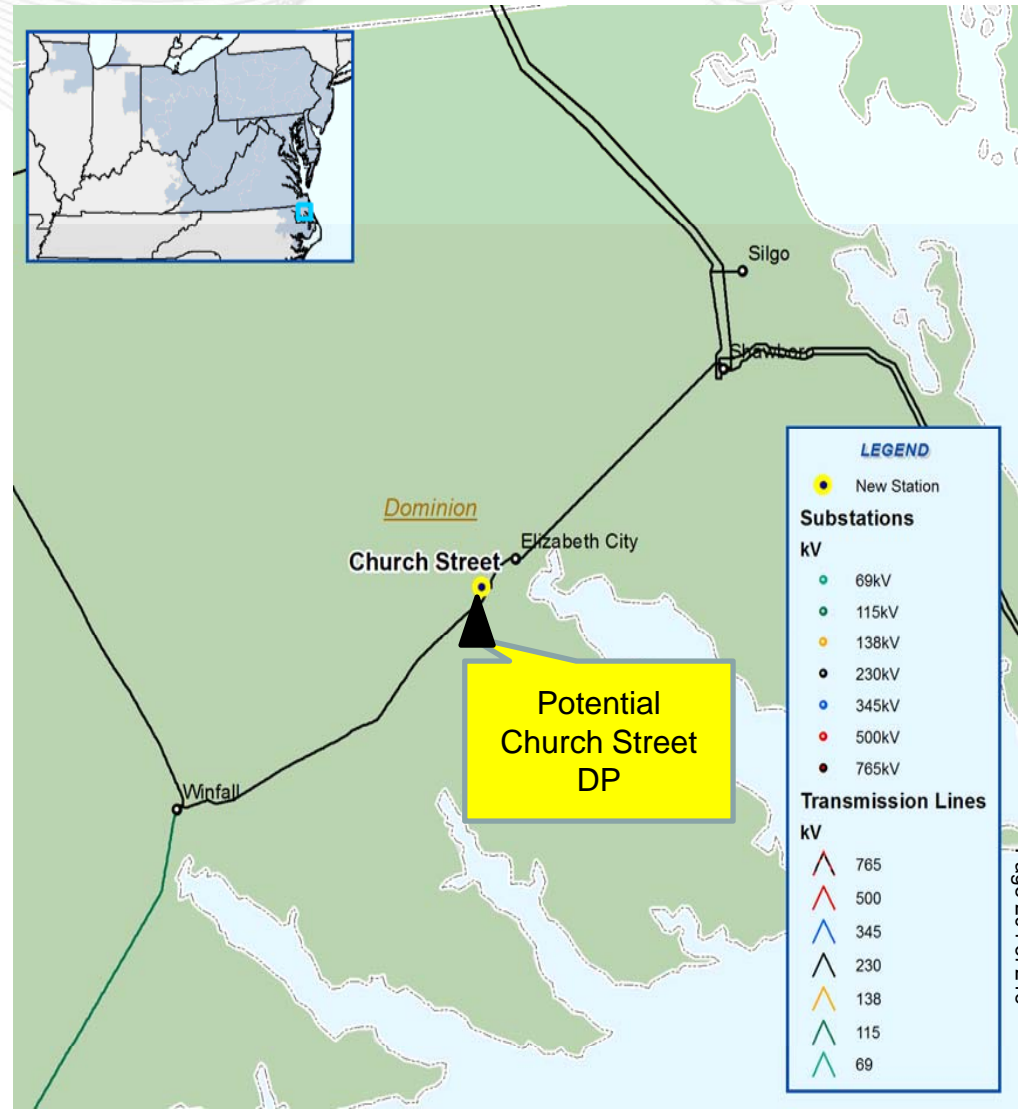 Silgo
Shawboro
Dominion
Elizabeth City
Church Street
Potential
Church Street
DP
Winfall
LEGEND
New Station
Substations
kV
69kV
115kV
138kV
230kV
345kV
500kV
765kV
Transmission Lines
kV
765
500
345
230
138
115
69